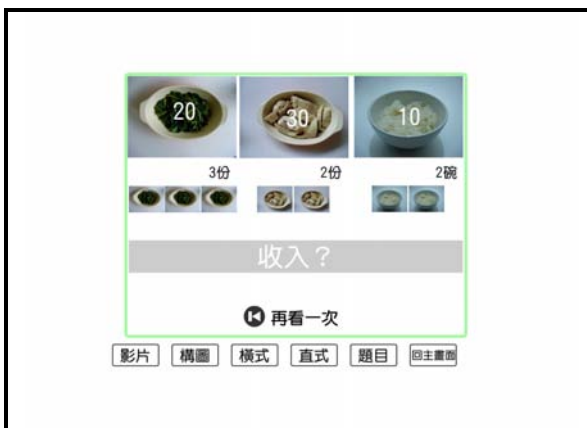 20 30 10
3份 2份 2碗
收入？
再看一次
影片 構圖 橫式 直式 題目 回主畫面